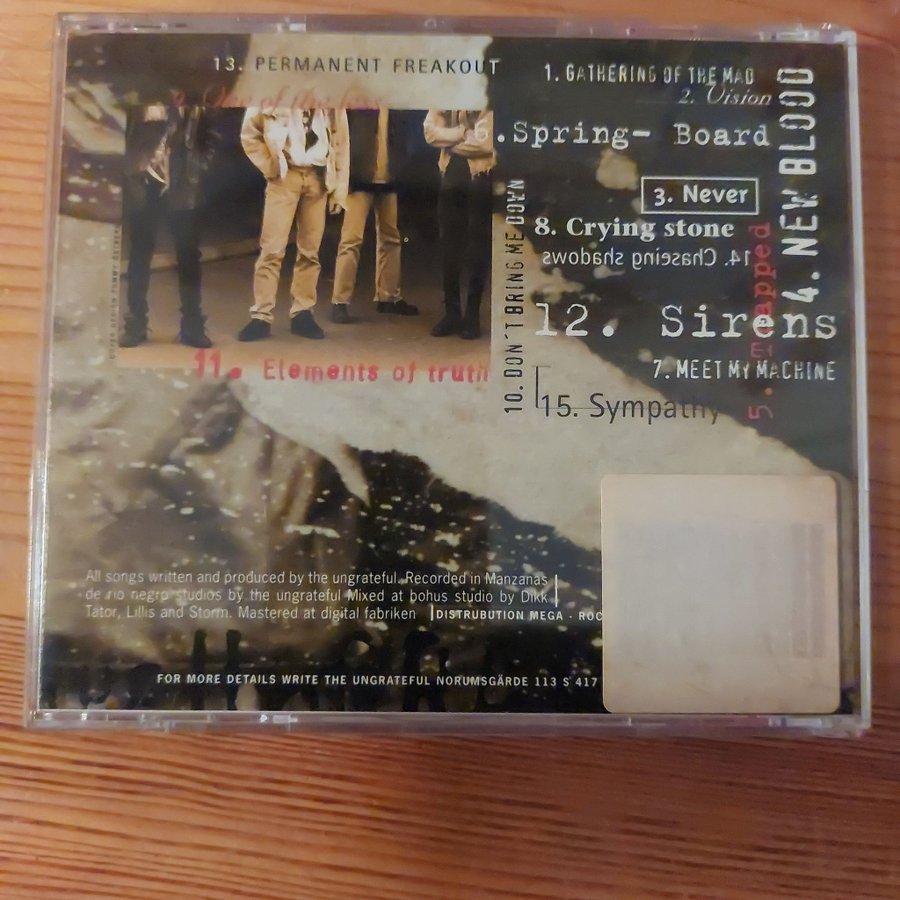 13. PERMANENT FREAKOUT
1. GATHERING OF THE MAD
2. Vision
6.Spring- Board
3. Never
4. NEW BLOOD
8. Crying stone
14. Chaseing shadows
5. Trapped
10. DON'T BRING ME DOWN
12. Sirens
11. Elements of truth
7. MEET MY MACHINE
15. Sympathy
All songs written and produced by the ungrateful. Recorded in Manzanas
de rio negro studios by the ungrateful Mixed at bohus studio by Dikk
Tator, Lillis and Storm. Mastered at digital fabriken
DISTRUBUTION MEGA - ROC
FOR MORE DETAILS WRITE THE UNGRATEFUL NORUMSGÄRDE 113 S 417